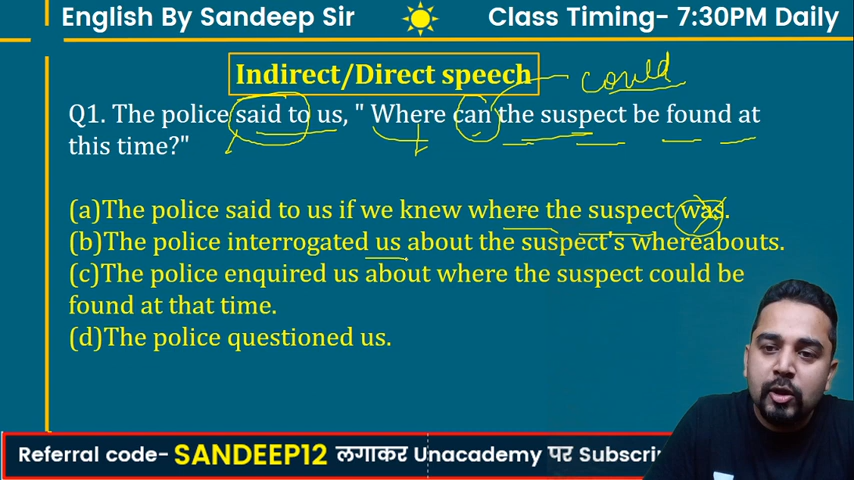 English By Sandeep Sir
Class Timing- 7:30PM Daily
Indirect/Direct speech
could
Q1. The police said to us, " Where can the suspect be found at
this time?"
(a)The police said to us if we knew where the suspect was.
(b)The police interrogated us about the suspect's whereabouts.
(c)The police enquired us about where the suspect could be
found at that time.
(d)The police questioned us.
Referral code- SANDEEP12 लगाकर Unacademy पर Subscri